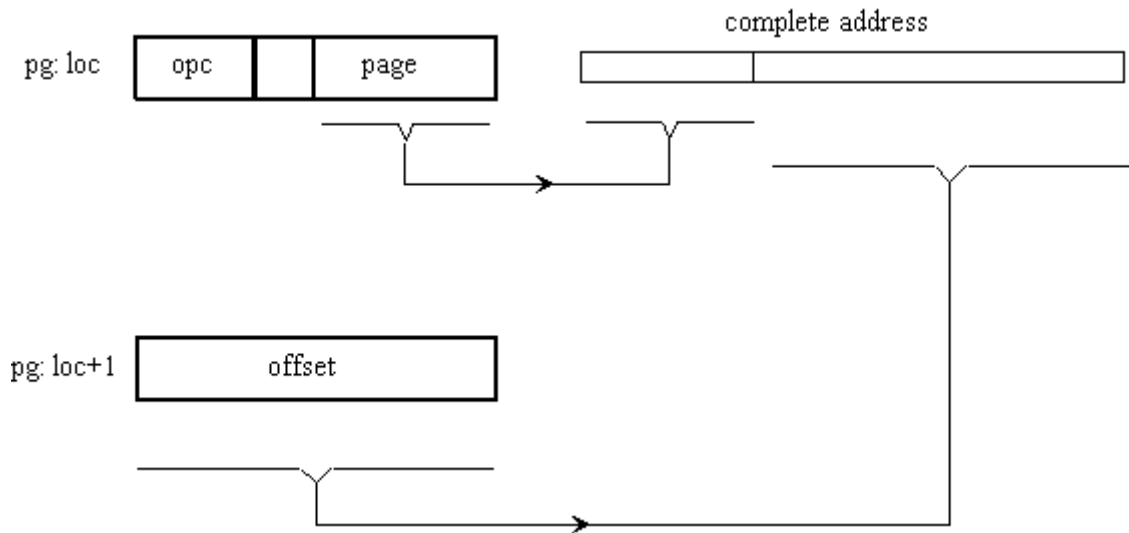 complete address
pg: loc opc page
pg: loc+1 offset